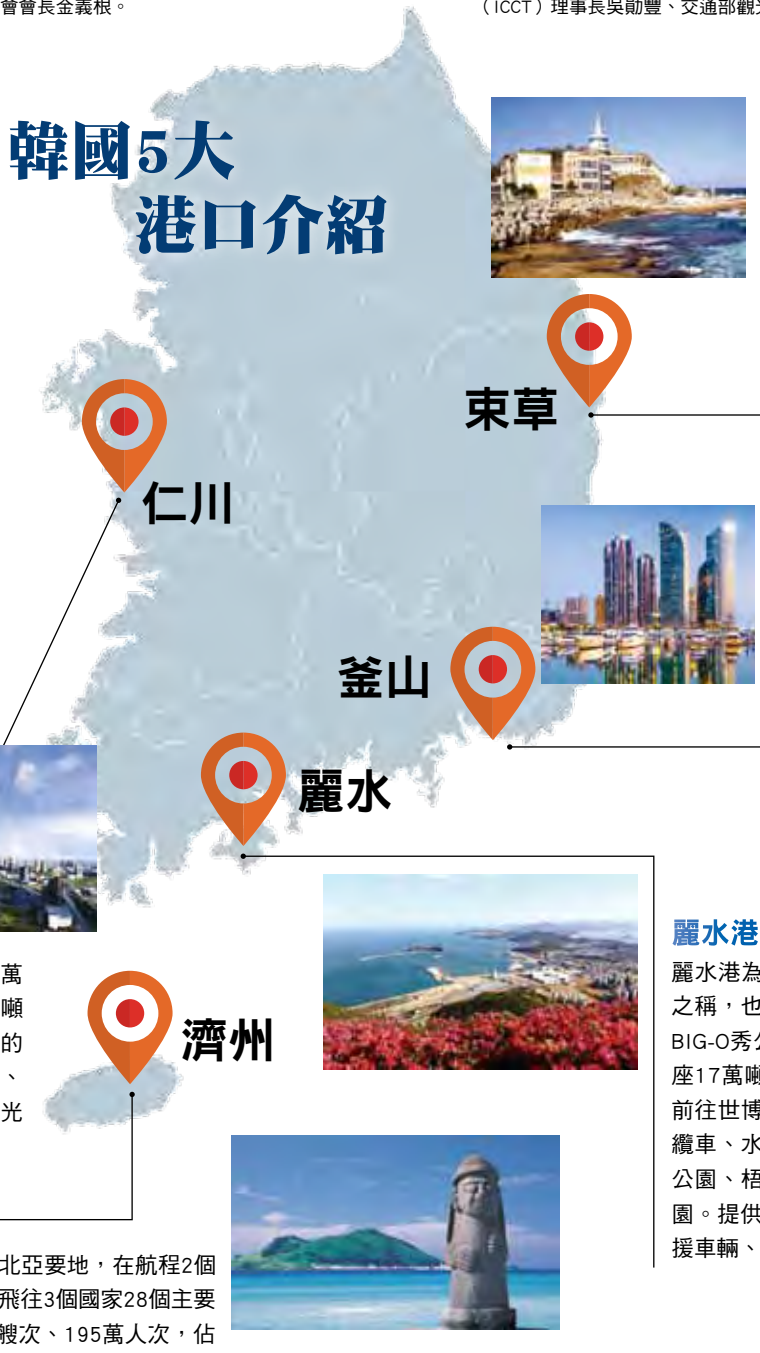 會會長金義根。
（ICCT）理事長吳勛豐、交通部觀光
韓國5大
港口介紹
束草
仁川
釜山
麗水
濟州
萬
噸
的
、
光
麗水港
麗水港為
之稱，也
BIG-O秀公
座17萬噸
前往世博
纜車、水
公園、梧
園。提供
援車輛、
北亞要地，在航程2個
飛往3個國家28個主要
艘次、195萬人次，佔